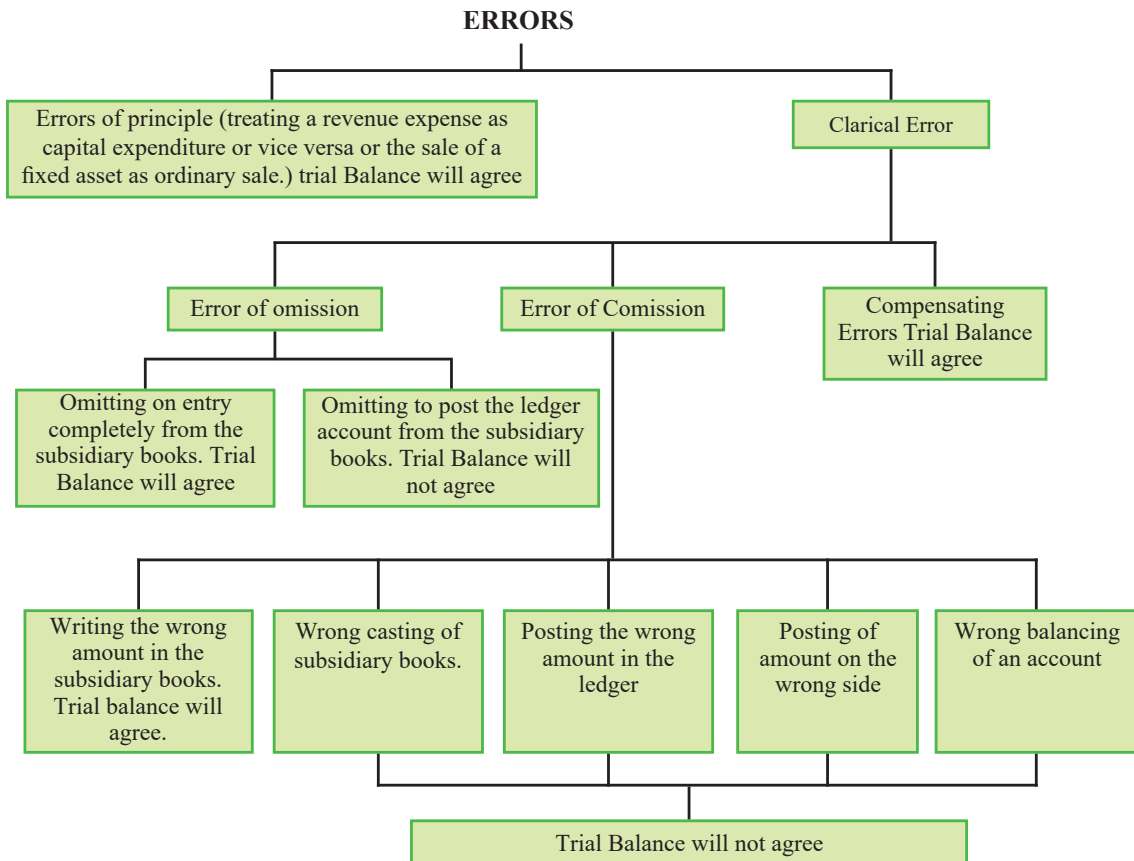 ERRORS
Errors of principle (treating a revenue expense as
capital expenditure or vice versa or the sale of a
fixed asset as ordinary sale.) trial Balance will agree
Clarical Error
Error of omission
Error of Comission
Compensating
Errors Trial Balance
will agree
Omitting on entry
completely from the
subsidiary books. Trial
Balance will agree
Omitting to post the ledger
account from the subsidiary
books. Trial Balance will
not agree
Writing the wrong
amount in the
subsidiary books.
Trial balance will
agree.
Wrong casting of
subsidiary books.
Posting the wrong
amount in the
ledger
Posting of
amount on the
wrong side
Wrong balancing
of an account
Trial Balance will not agree